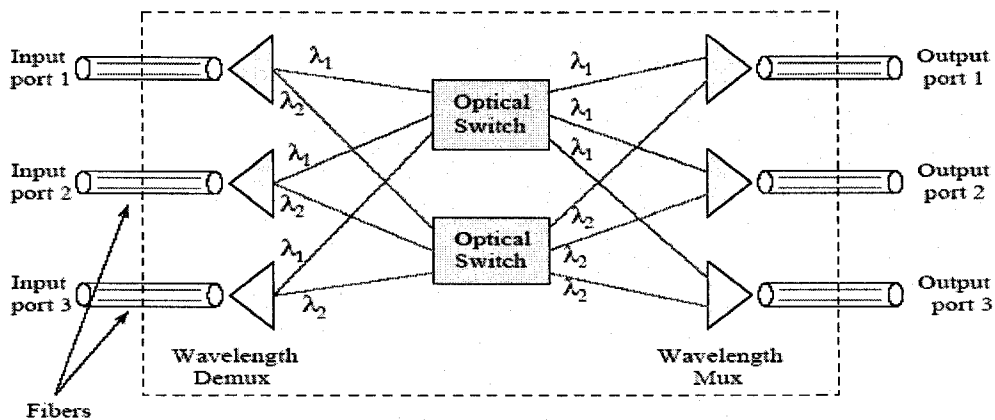 Input
port 1
Input
port 2
Input
port 3
λ1
λ2
λ1
λ2
λ1
λ2
Optical
Switch
Optical
Switch
λ1
λ1
λ1
λ2
λ2
λ2
Output
port 1
Output
port 2
Output
port 3
Wavelength
Demux
Wavelength
Mux
Fibers